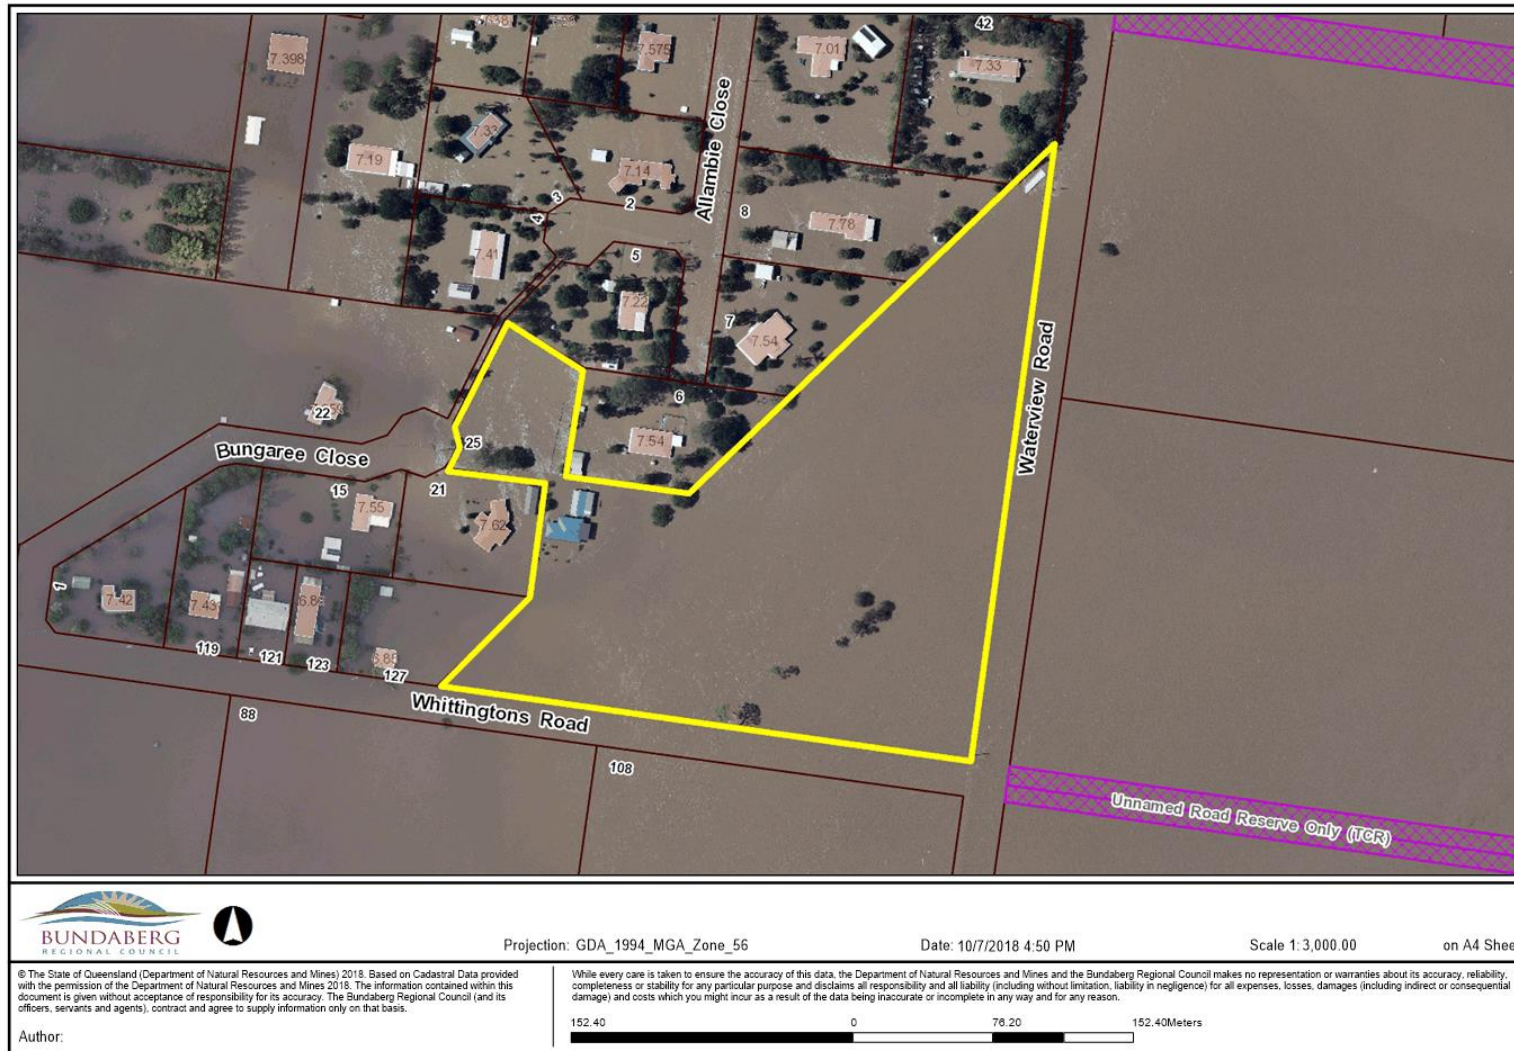 42
7.398
7.575
7.01
7.33
Allambie Close
7.33
7.19
7.14
3
2
8
4
7.78
7.41
5
7.22
7
7.54
Waterview Road
6
22
25
7.54
Bungaree Close
15
21
7.55
7.62
1
7.42
7.43
119
121
123
127
Whittingtons Road
88
108
Unnamed Road Reserve Only (TCR)
BUNDABERG
REGIONAL COUNCIL
Projection: GDA_1994_MGA_Zone_56
Date: 10/7/2018 4:50 PM
Scale 1:3,000.00
on A4 Shee
© The State of Queensland (Department of Natural Resources and Mines) 2018. Based on Cadastral Data provided
with the permission of the Department of Natural Resources and Mines 2018. The information contained within this
document is given without acceptance of responsibility for its accuracy. The Bundaberg Regional Council (and its
officers, servants and agents), contract and agree to supply information only on that basis.
Author:
While every care is taken to ensure the accuracy of this data, the Department of Natural Resources and Mines and the Bundaberg Regional Council makes no representation or warranties about its accuracy, reliability,
completeness or stability for any particular purpose and disclaims all responsibility and all liability (including without limitation, liability in negligence) for all expenses, losses, damages (including indirect or consequential
damage) and costs which you might incur as a result of the data being inaccurate or incomplete in any way and for any reason.
152.40
0
76.20
152.40Meters